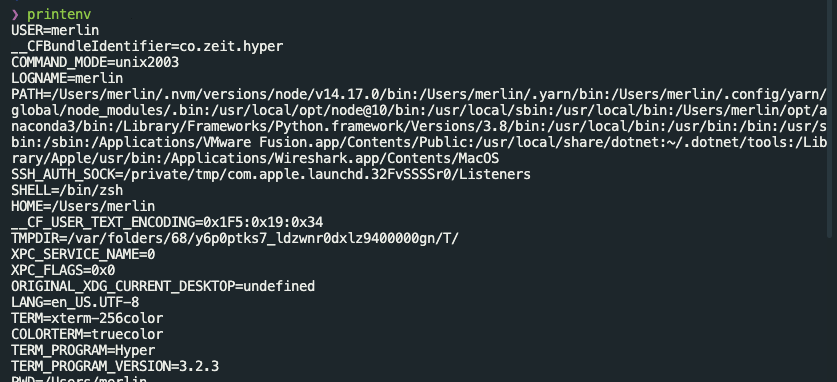 ❯ printenv
USER=merlin
__CFBundleIdentifier=co.zeit.hyper
COMMAND_MODE=unix2003
LOGNAME=merlin
PATH=/Users/merlin/.nvm/versions/node/v14.17.0/bin:/Users/merlin/.yarn/bin:/Users/merlin/.config/yarn/
global/node_modules/.bin:/usr/local/opt/node@10/bin:/usr/local/sbin:/usr/local/bin:/Users/merlin/opt/a
naconda3/bin:/Library/Frameworks/Python.framework/Versions/3.8/bin:/usr/local/bin:/usr/bin:/bin:/usr/s
bin:/sbin:/Applications/VMware Fusion.app/Contents/Public:/usr/local/share/dotnet:~/.dotnet/tools:/Lib
rary/Apple/usr/bin:/Applications/Wireshark.app/Contents/MacOS
SSH_AUTH_SOCK=/private/tmp/com.apple.launchd.32FvSSSSr0/Listeners
SHELL=/bin/zsh
HOME=/Users/merlin
__CF_USER_TEXT_ENCODING=0x1F5:0x19:0x34
TMPDIR=/var/folders/68/y6p0ptks7_ldzwnr0dxlz9400000gn/T/
XPC_SERVICE_NAME=0
XPC_FLAGS=0x0
ORIGINAL_XDG_CURRENT_DESKTOP=undefined
LANG=en_US.UTF-8
TERM=xterm-256color
COLORTERM=truecolor
TERM_PROGRAM=Hyper
TERM_PROGRAM_VERSION=3.2.3
PWD=/Users/merlin